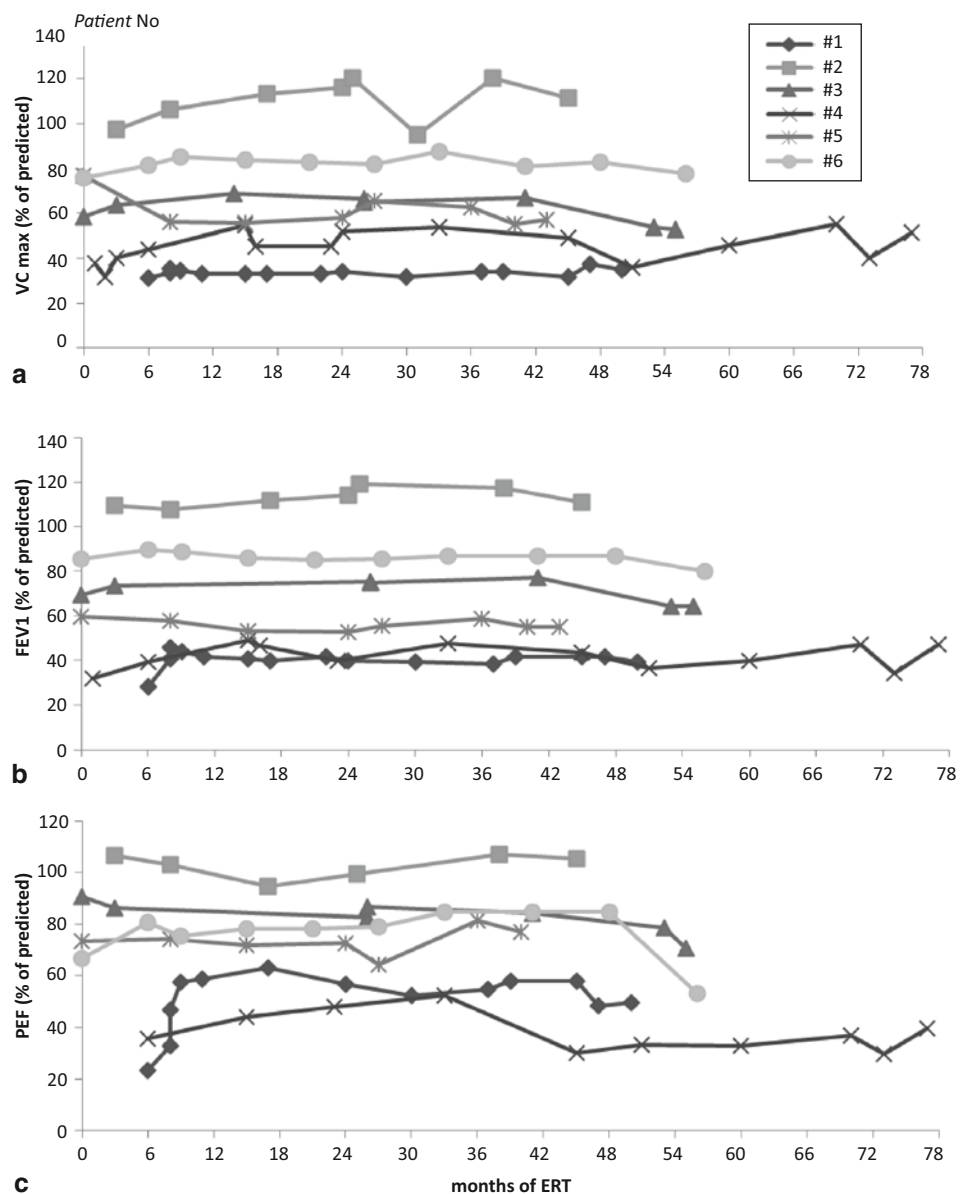 Patient No
140
120
100
80
60
40
20
0
VC max (% of predicted)
#1
#2
#3
#4
#5
#6
0 6 12 18 24 30 36 42 48 54 60 66 72 78
a
140
120
100
80
60
40
20
0
FEV1 (% of predicted)
0 6 12 18 24 30 36 42 48 54 60 66 72 78
b
120
100
80
60
40
20
0
PEF (% of predicted)
0 6 12 18 24 30 36 42 48 54 60 66 72 78
c
months of ERT